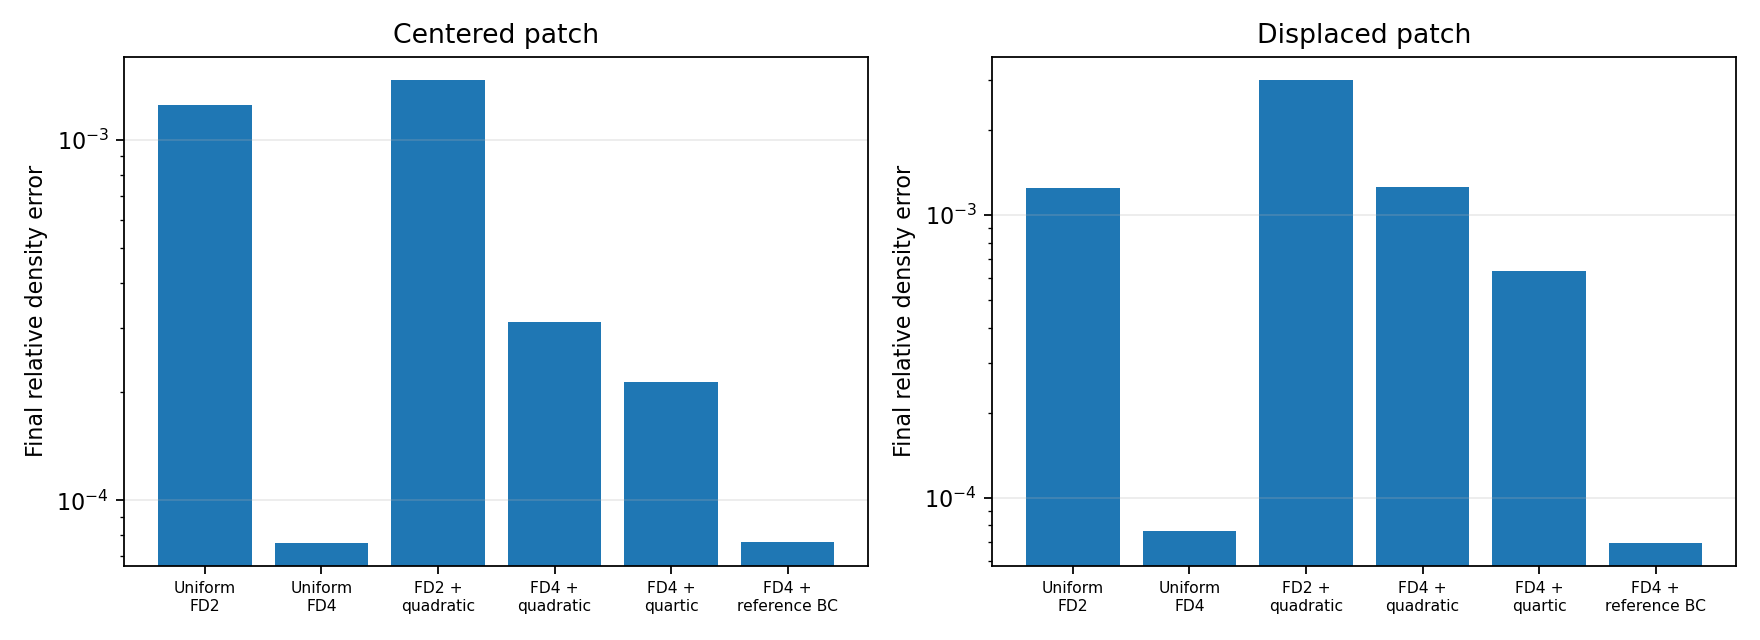 Centered patch
Final relative density error
10⁻³
10⁻⁴
Uniform
FD2
Uniform
FD4
FD2 +
quadratic
FD4 +
quadratic
FD4 +
quartic
FD4 +
reference BC
Displaced patch
Final relative density error
10⁻³
10⁻⁴
Uniform
FD2
Uniform
FD4
FD2 +
quadratic
FD4 +
quadratic
FD4 +
quartic
FD4 +
reference BC